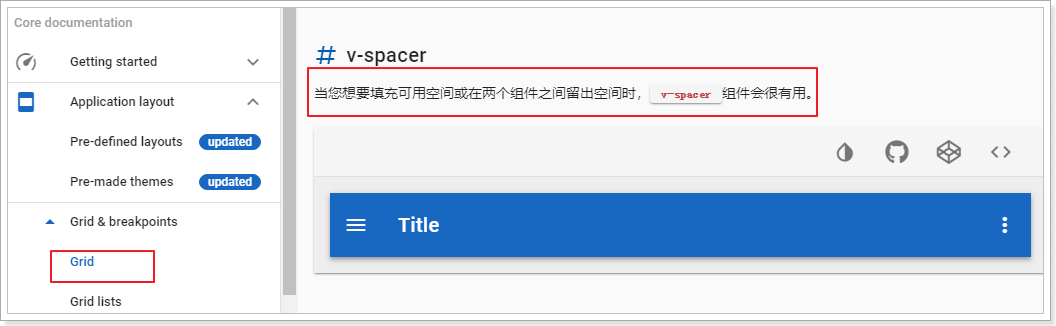 Core documentation
Getting started
Application layout
Pre-defined layouts updated
Pre-made themes updated
Grid & breakpoints
Grid
Grid lists
# v-spacer
当您想要填充可用空间或在两个组件之间留出空间时， v-spacer 组件会很有用。
Title